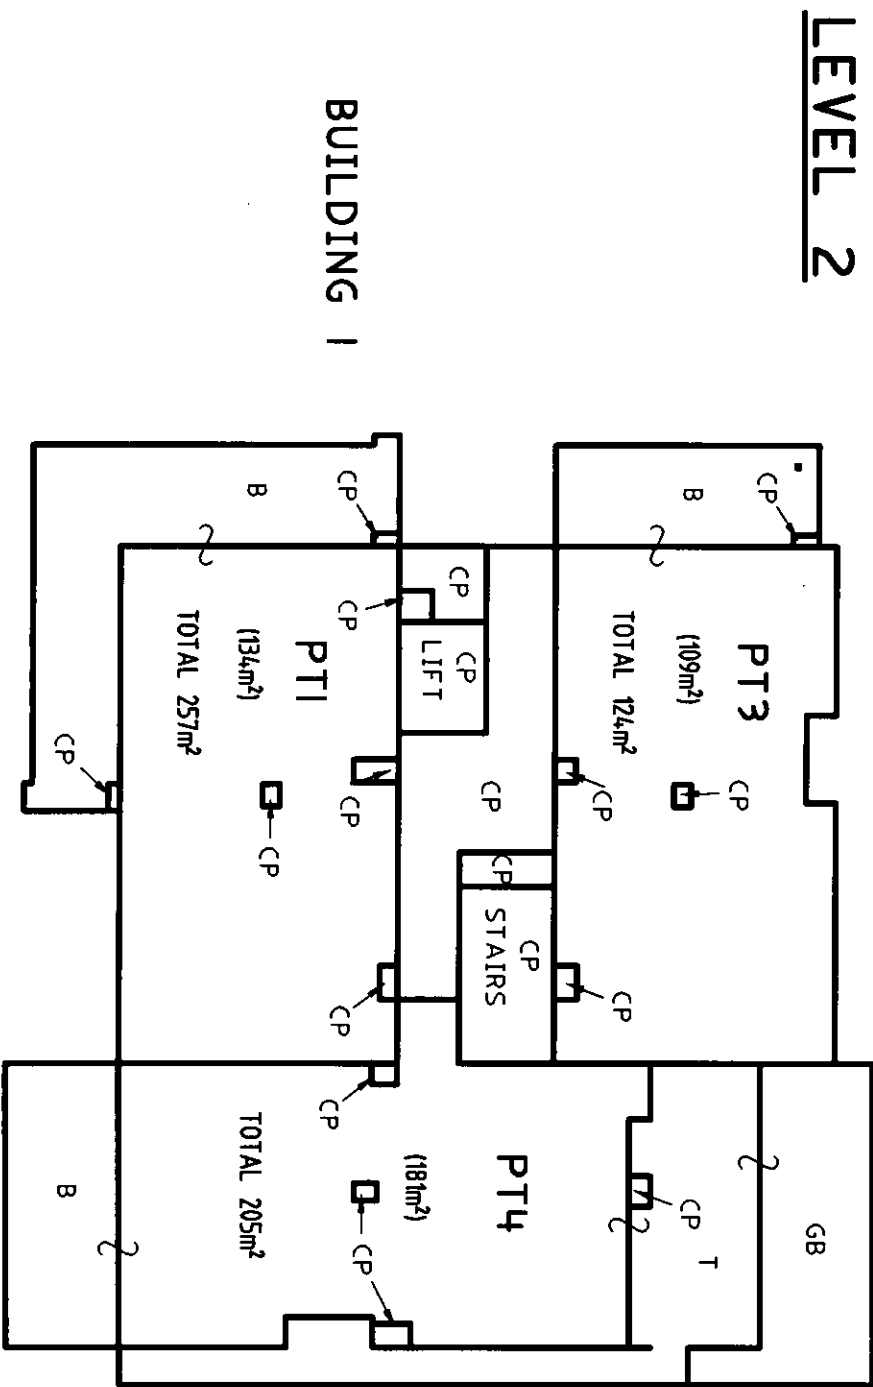 LEVEL 2
BUILDING 1
CP
B
PT3
(109m²)
TOTAL 124m²
CP
CP
CP
GB
T
CP
CP
CP
LIFT
CP
CP
CP
STAIRS
CP
B
CP
PT1
(134m²)
TOTAL 257m²
CP
CP
CP
CP
CP
PT4
(181m²)
TOTAL 205m²
CP
B